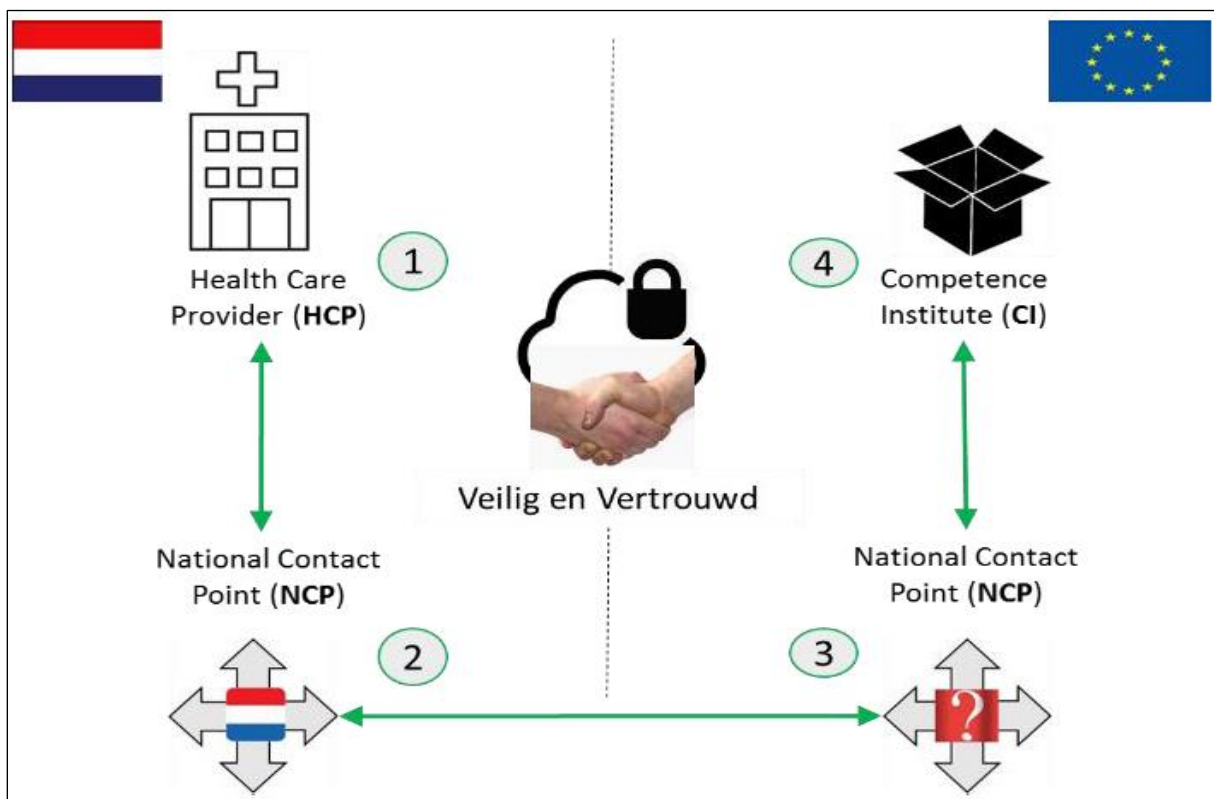 1
Health Care
Provider (HCP)
4
Competence
Institute (CI)
Veilig en Vertrouwd
National Contact
Point (NCP)
National Contact
Point (NCP)
2
3
?